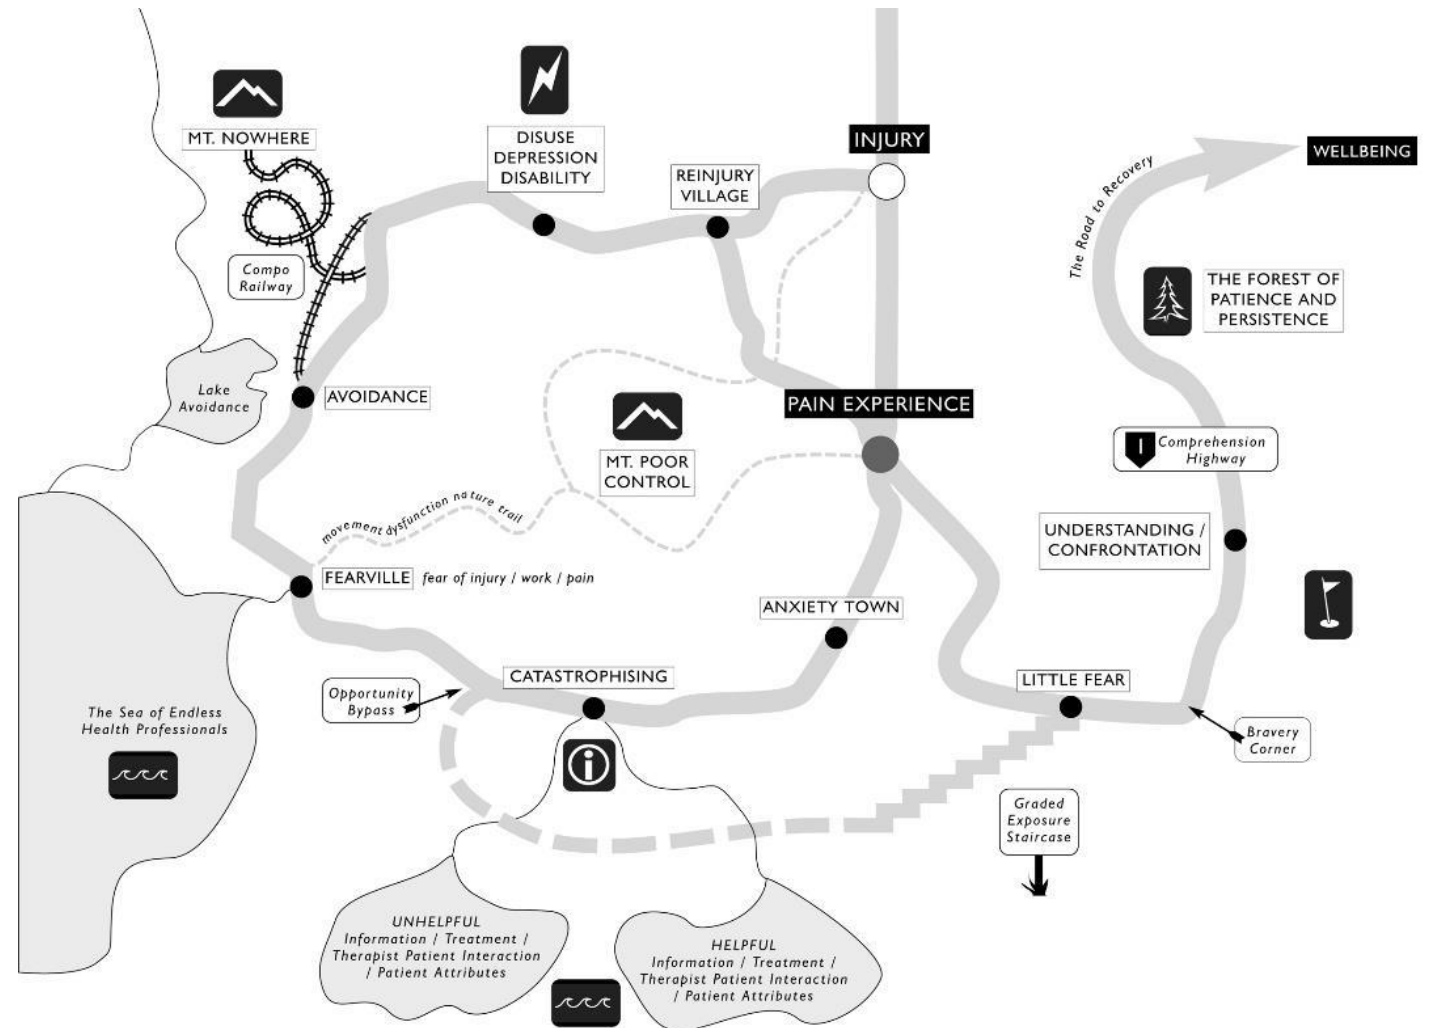 MT. NOWHERE
DISUSE
DEPRESSION
DISABILITY
INJURY
REINJURY
VILLAGE
WELLBEING
The Road to Recovery
Compo
Railway
THE FOREST OF
PATIENCE AND
PERSISTENCE
Lake
Avoidance
AVOIDANCE
PAIN EXPERIENCE
MT. POOR
CONTROL
1
Comprehension
Highway
movement dysfunction nature trail
UNDERSTANDING /
CONFRONTATION
FEARVILLE
fear of injury / work / pain
ANXIETY TOWN
CATASTROPHISING
LITTLE FEAR
Opportunity
Bypass
The Sea of Endless
Health Professionals
Bravery
Corner
i
Graded
Exposure
Staircase
UNHELPFUL
Information / Treatment /
Therapist Patient Interaction
/ Patient Attributes
HELPFUL
Information / Treatment /
Therapist Patient Interaction
/ Patient Attributes